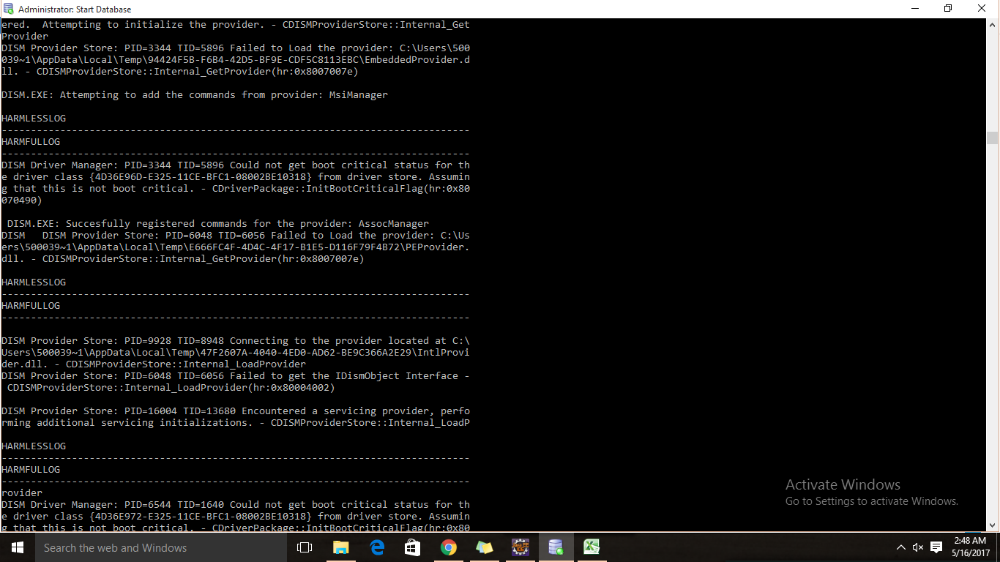 Administrator: Start Database
ered.  Attempting to initialize the provider. - CDISMProviderStore::Internal_Get
Provider
DISM Provider Store: PID=3344 TID=5896 Failed to Load the provider: C:\Users\500
039~1\AppData\Local\Temp\94424F5B-F6B4-42D5-BF9E-CDF5C8113EBC\EmbeddedProvider.d
ll. - CDISMProviderStore::Internal_GetProvider(hr:0x8007007e)
DISM.EXE: Attempting to add the commands from provider: MsiManager
HARMLESSLOG
--------------------------------------------------------------------------------
HARMFULLOG
--------------------------------------------------------------------------------
DISM Driver Manager: PID=3344 TID=5896 Could not get boot critical status for th
e driver class {4D36E96D-E325-11CE-BFC1-08002BE10318} from driver store. Assumin
g that this is not boot critical. - CDriverPackage::InitBootCriticalFlag(hr:0x80
070490)
 DISM.EXE: Succesfully registered commands for the provider: AssocManager
DISM   DISM Provider Store: PID=6048 TID=6056 Failed to Load the provider: C:\Us
ers\500039~1\AppData\Local\Temp\E666FC4F-4D4C-4F17-B1E5-D116F79F4B72\PEProvider.
dll. - CDISMProviderStore::Internal_GetProvider(hr:0x8007007e)
HARMLESSLOG
--------------------------------------------------------------------------------
HARMFULLOG
--------------------------------------------------------------------------------
DISM Provider Store: PID=9928 TID=8948 Connecting to the provider located at C:\
Users\500039~1\AppData\Local\Temp\47F2607A-4040-4ED0-AD62-BE9C366A2E29\IntlProvi
der.dll. - CDISMProviderStore::Internal_LoadProvider
DISM Provider Store: PID=6048 TID=6056 Failed to get the IDismObject Interface -
 CDISMProviderStore::Internal_LoadProvider(hr:0x80004002)
DISM Provider Store: PID=16004 TID=13680 Encountered a servicing provider, perfo
rming additional servicing initializations. - CDISMProviderStore::Internal_LoadP
HARMLESSLOG
--------------------------------------------------------------------------------
HARMFULLOG
--------------------------------------------------------------------------------
rovider
DISM Driver Manager: PID=6544 TID=1640 Could not get boot critical status for th
e driver class {4D36E972-E325-11CE-BFC1-08002BE10318} from driver store. Assumin
g that this is not boot critical. - CDriverPackage::InitBootCriticalFlag(hr:0x80
Activate Windows
Go to Settings to activate Windows.
Search the web and Windows
Java EE
IDE
2:48 AM
5/16/2017